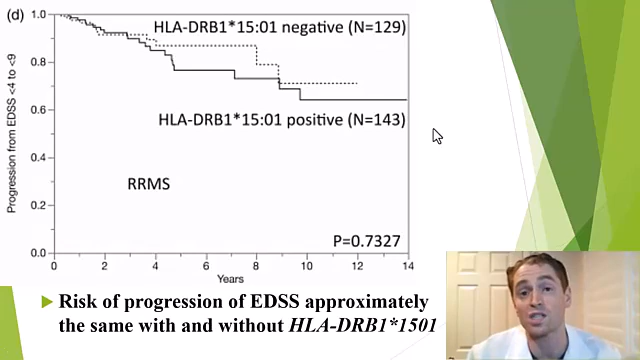 (d)
HLA-DRB1*15:01 negative (N=129)
HLA-DRB1*15:01 positive (N=143)
RRMS
P=0.7327
Progression from EDSS <4 to <9
1.0
0.8
0.6
0.4
0.2
0.0
0 2 4 6 8 10 12 14
Years
Risk of progression of EDSS approximately
the same with and without HLA-DRB1*1501